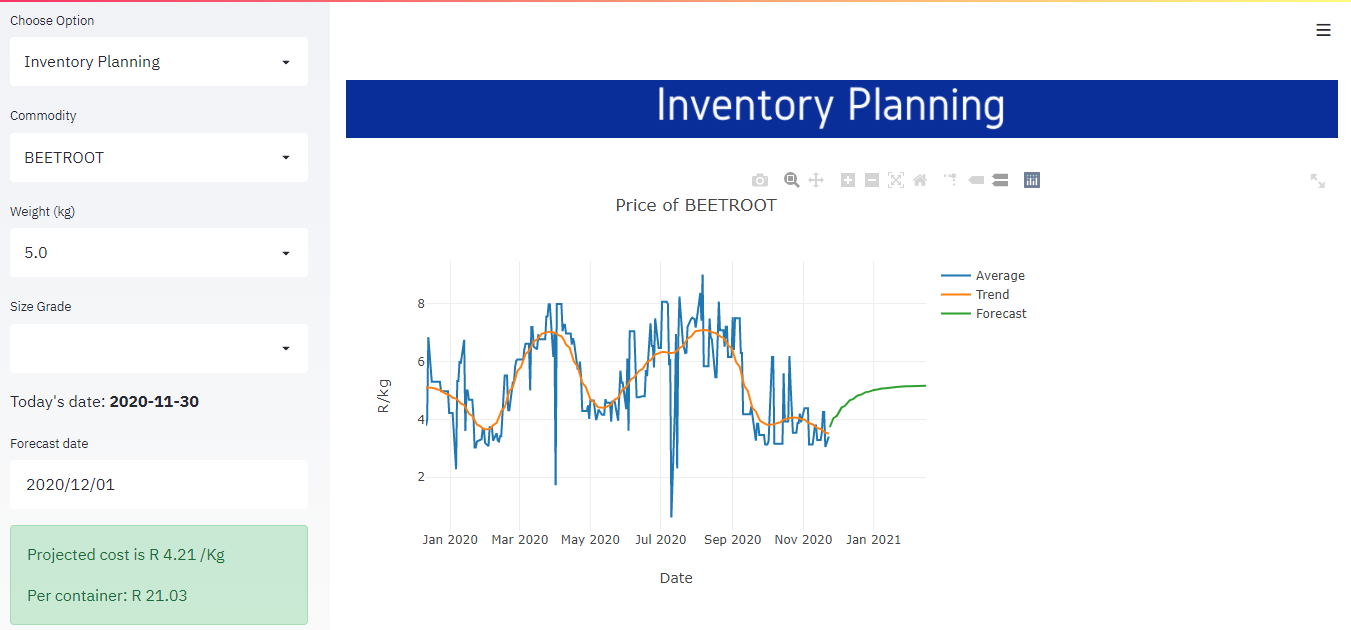 Choose Option
Inventory Planning
Commodity
BEETROOT
Weight (kg)
5.0
Size Grade
Today's date: 2020-11-30
Forecast date
2020/12/01
Projected cost is R 4.21 /Kg
Per container: R 21.03
Inventory Planning
Price of BEETROOT
Average
Trend
Forecast
8
6
4
2
R/kg
Jan 2020 Mar 2020 May 2020 Jul 2020 Sep 2020 Nov 2020 Jan 2021
Date